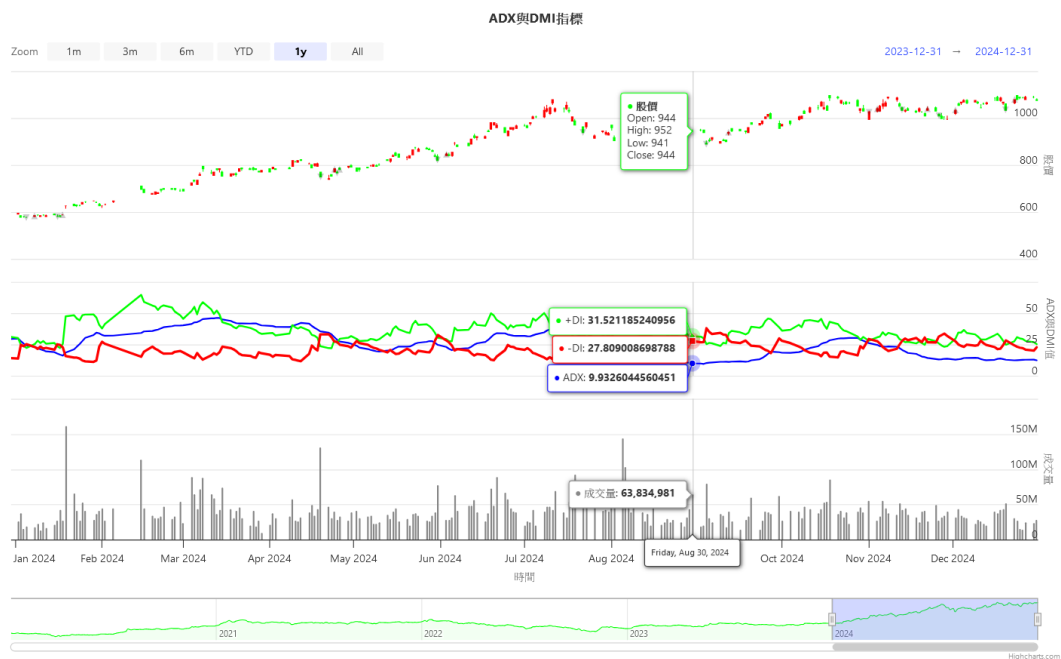 ADX與DMI指標
Zoom 1m 3m 6m YTD 1y All 2023-12-31 → 2024-12-31
股價
Open: 944
High: 952
Low: 941
Close: 944
1000
800
600
400
股價
+DI: 31.521185240956
-DI: 27.809008698788
ADX: 9.9326044560451
50
25
0
ADX與DMI值
150M
100M
50M
0
成交量
成交量: 63,834,981
Friday, Aug 30, 2024
Jan 2024 Feb 2024 Mar 2024 Apr 2024 May 2024 Jun 2024 Jul 2024 Aug 2024 Oct 2024 Nov 2024 Dec 2024
時間
2021 2022 2023 2024
Highcharts.com